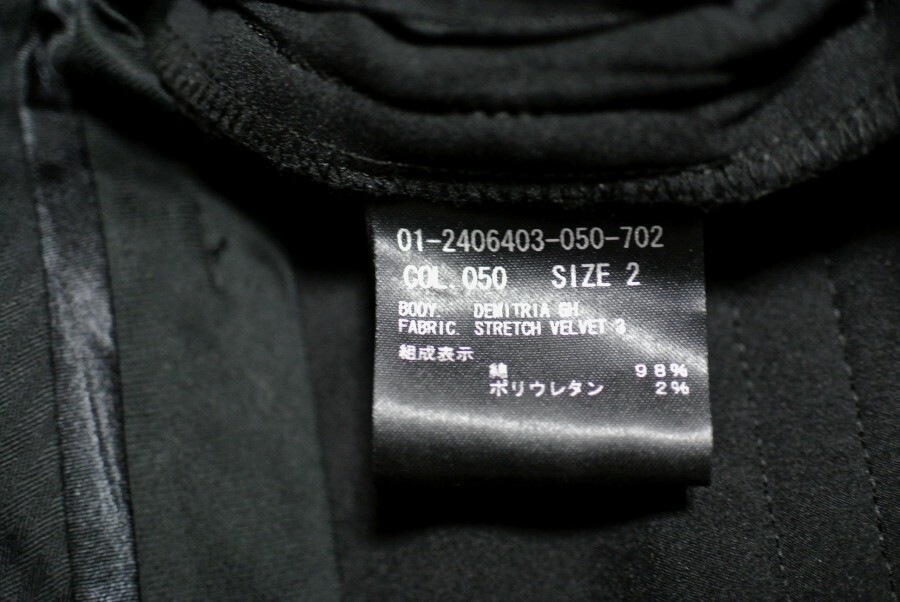 01-2406403-050-702
COL. 050 SIZE 2
BODY. DEMITRIA GH
FABRIC. STRETCH VELVET 3
組成表示
綿 98%
ポリウレタン 2%